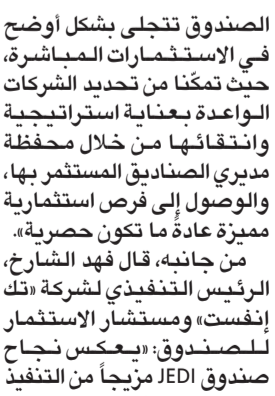 الصندوق تتجلى بشكل أوضح
في الاستثمارات المباشرة،
حيث تمكّنا من تحديد الشركات
الواعدة بعناية استراتيجية
وانتقائها من خلال محفظة
مديري الصناديق المستثمر بها،
والوصول إلى فرص استثمارية
مميزة عادةً ما تكون حصرية».
من جانبه، قال فهد الشارخ،
الرئيس التنفيذي لشركة «تك
إنفست» ومستشار الاستثمار
للصندوق: «يعكس نجاح
صندوق JEDI مزيجاً من التنفيذ